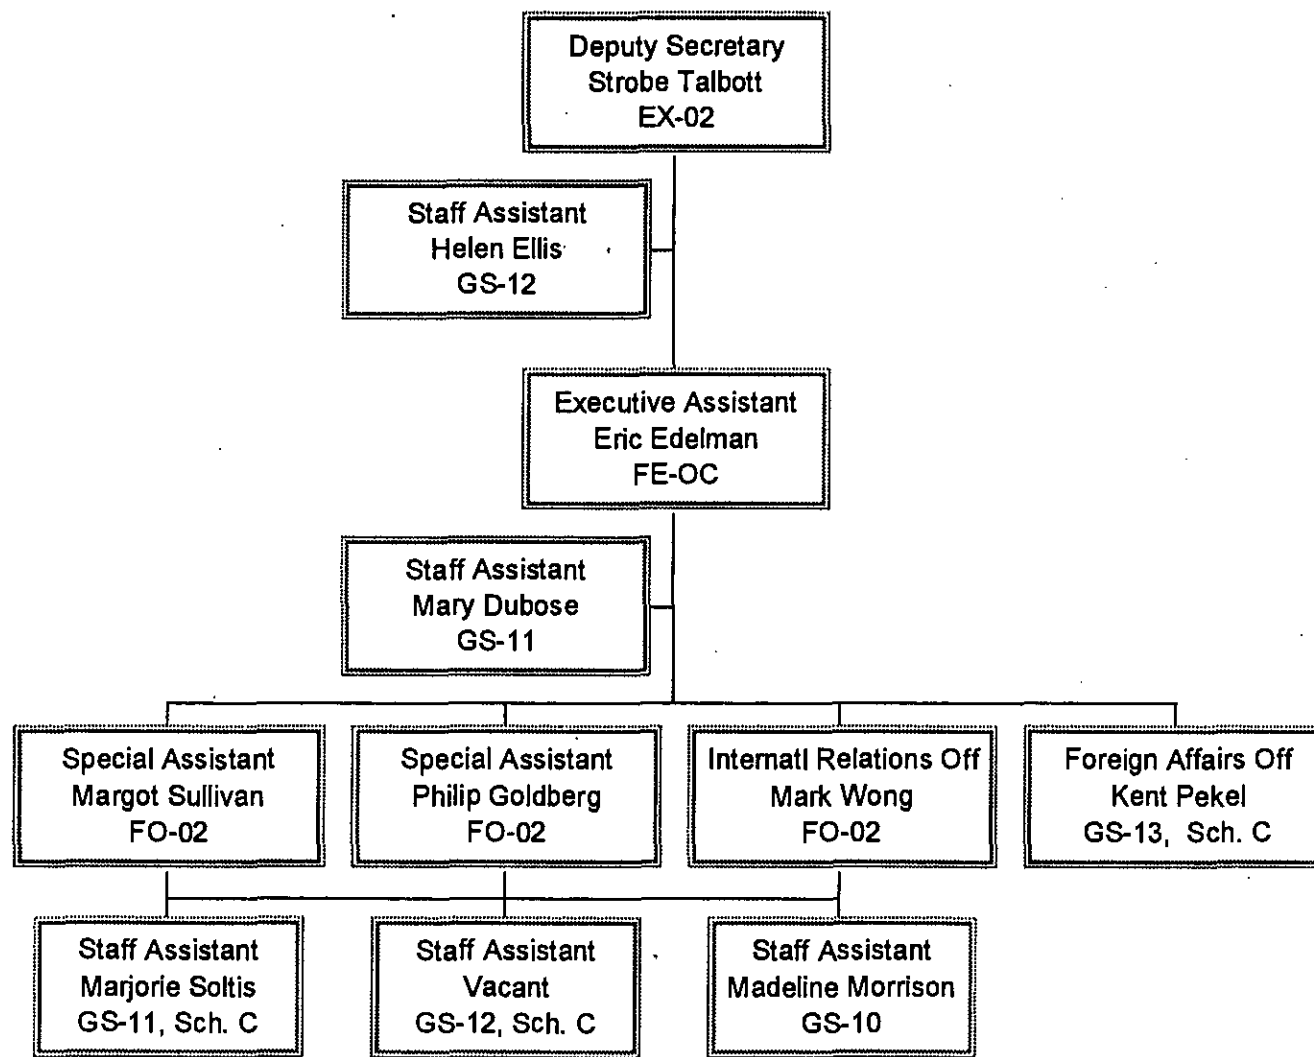 Deputy Secretary
Strobe Talbott
EX-02
Staff Assistant
Helen Ellis
GS-12
Executive Assistant
Eric Edelman
FE-OC
Staff Assistant
Mary Dubose
GS-11
Special Assistant
Margot Sullivan
FO-02
Special Assistant
Philip Goldberg
FO-02
Internatl Relations Off
Mark Wong
FO-02
Foreign Affairs Off
Kent Pekel
GS-13, Sch. C
Staff Assistant
Marjorie Soltis
GS-11, Sch. C
Staff Assistant
Vacant
GS-12, Sch. C
Staff Assistant
Madeline Morrison
GS-10